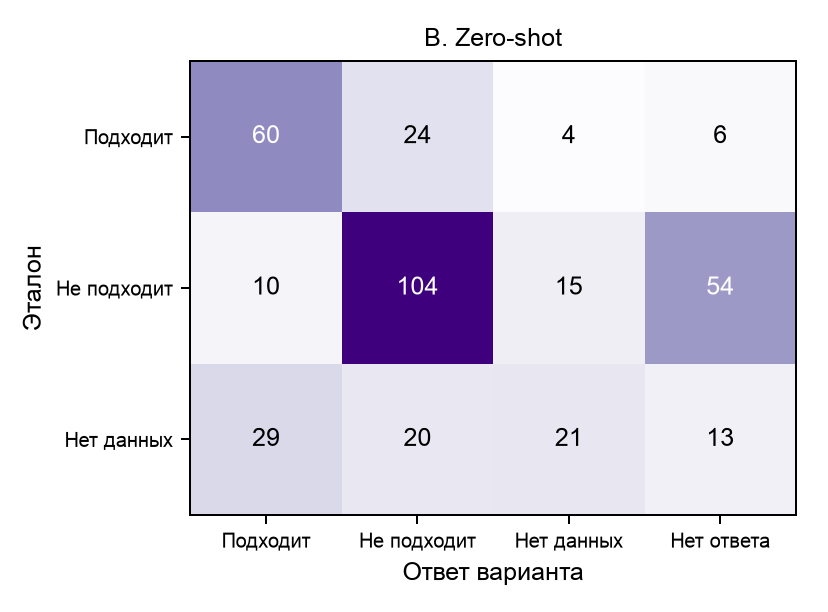 B. Zero-shot
Эталон
Подходит 60 24 4 6
Не подходит 10 104 15 54
Нет данных 29 20 21 13
Подходит Не подходит Нет данных Нет ответа
Ответ варианта